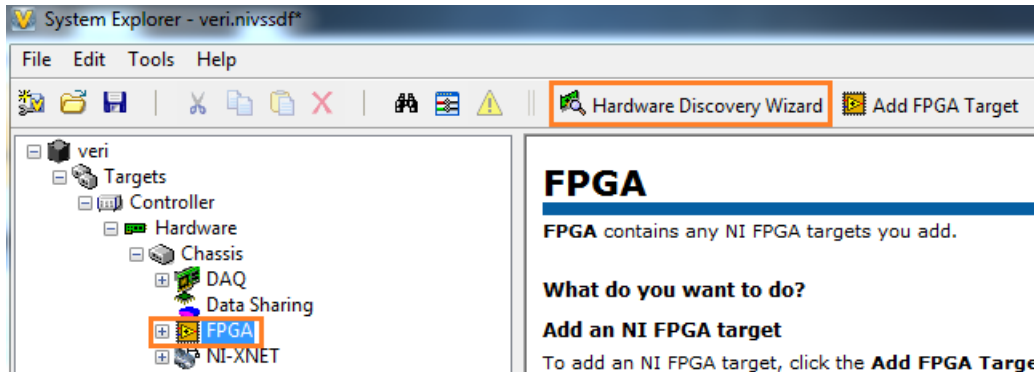 System Explorer - veri.nivssdf*
File Edit Tools Help
Hardware Discovery Wizard Add FPGA Target
veri
Targets
Controller
Hardware
Chassis
DAQ
Data Sharing
FPGA
NI-XNET
FPGA
FPGA contains any NI FPGA targets you add.
What do you want to do?
Add an NI FPGA target
To add an NI FPGA target, click the Add FPGA Targe